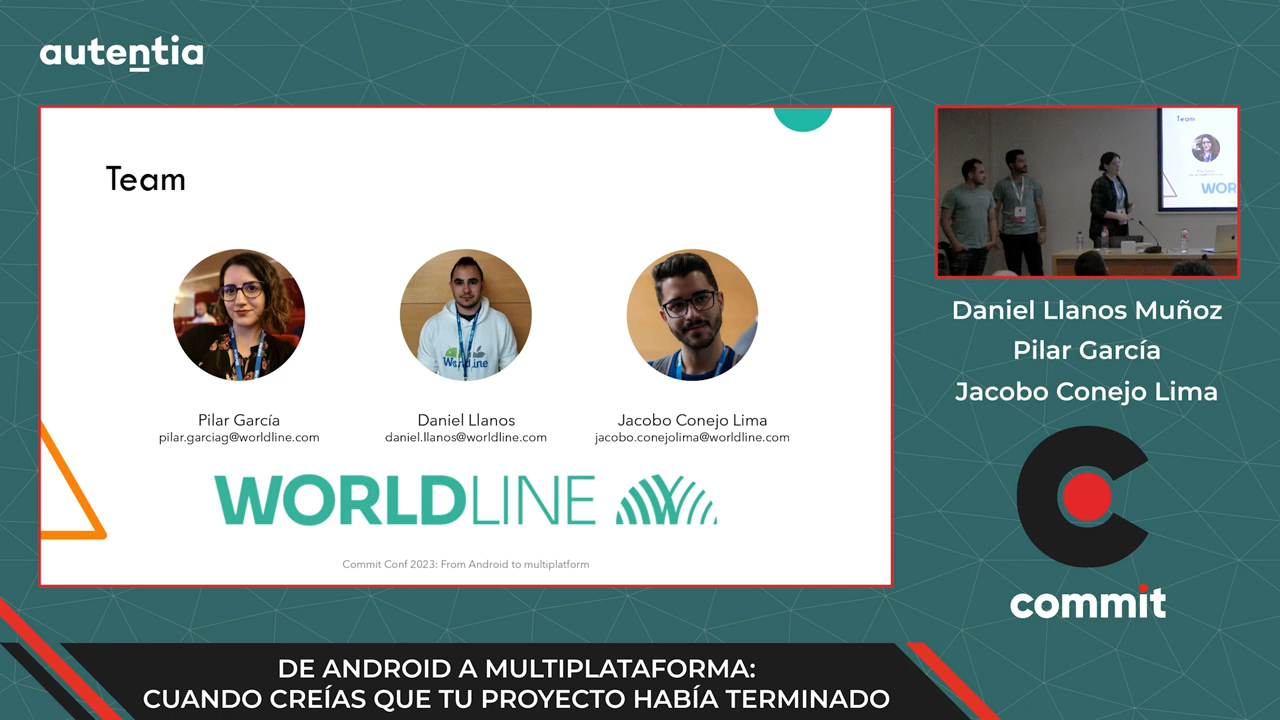 autentia
Team
Pilar García
pilar.garciag@worldline.com
Daniel Llanos
daniel.llanos@worldline.com
Jacobo Conejo Lima
jacobo.conejolima@worldline.com
WORLDLINE
Commit Conf 2023: From Android to multiplatform
Team
WOR
Daniel Llanos Muñoz
Pilar García
Jacobo Conejo Lima
commit
DE ANDROID A MULTIPLATAFORMA:
CUANDO CREÍAS QUE TU PROYECTO HABÍA TERMINADO